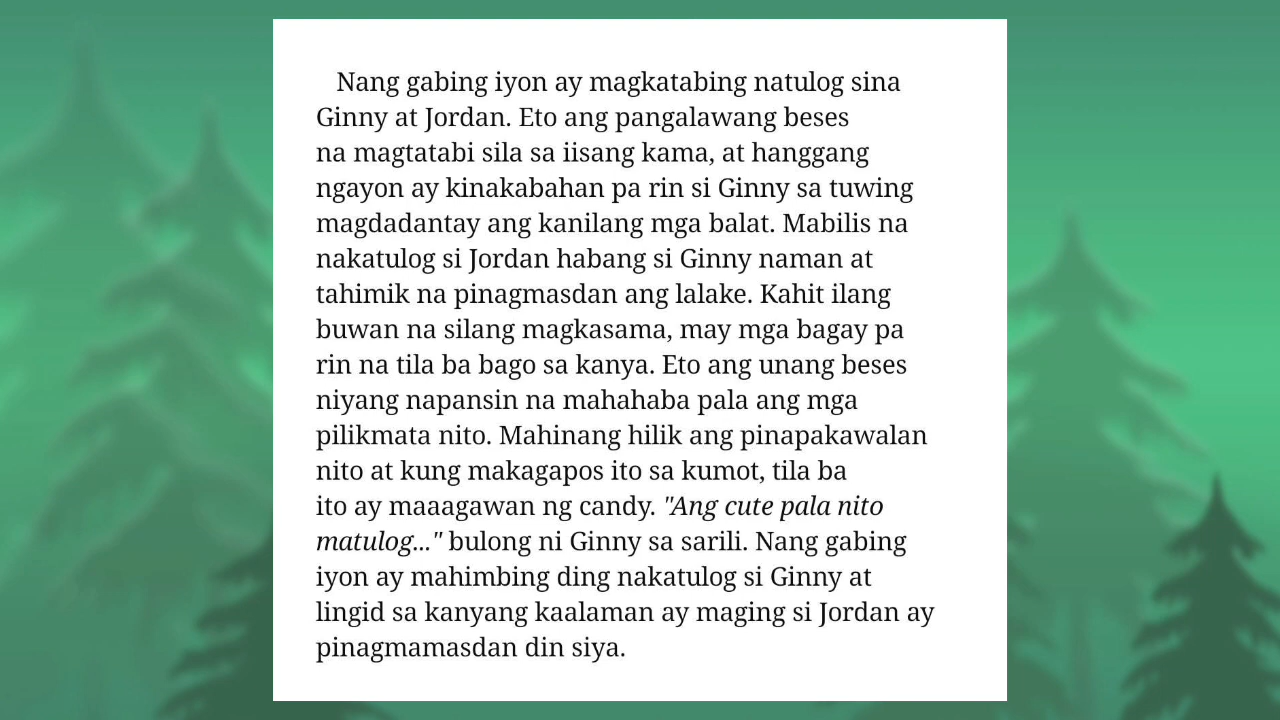 Nang gabing iyon ay magkatabing natulog sina
Ginny at Jordan. Eto ang pangalawang beses
na magtatabi sila sa iisang kama, at hanggang
ngayon ay kinakabahan pa rin si Ginny sa tuwing
magdadantay ang kanilang mga balat. Mabilis na
nakatulog si Jordan habang si Ginny naman at
tahimik na pinagmasdan ang lalake. Kahit ilang
buwan na silang magkasama, may mga bagay pa
rin na tila ba bago sa kanya. Eto ang unang beses
niyang napansin na mahahaba pala ang mga
pilikmata nito. Mahinang hilik ang pinapakawalan
nito at kung makagapos ito sa kumot, tila ba
ito ay maaagawan ng candy. "Ang cute pala nito
matulog..." bulong ni Ginny sa sarili. Nang gabing
iyon ay mahimbing ding nakatulog si Ginny at
lingid sa kanyang kaalaman ay maging si Jordan ay
pinagmamasdan din siya.